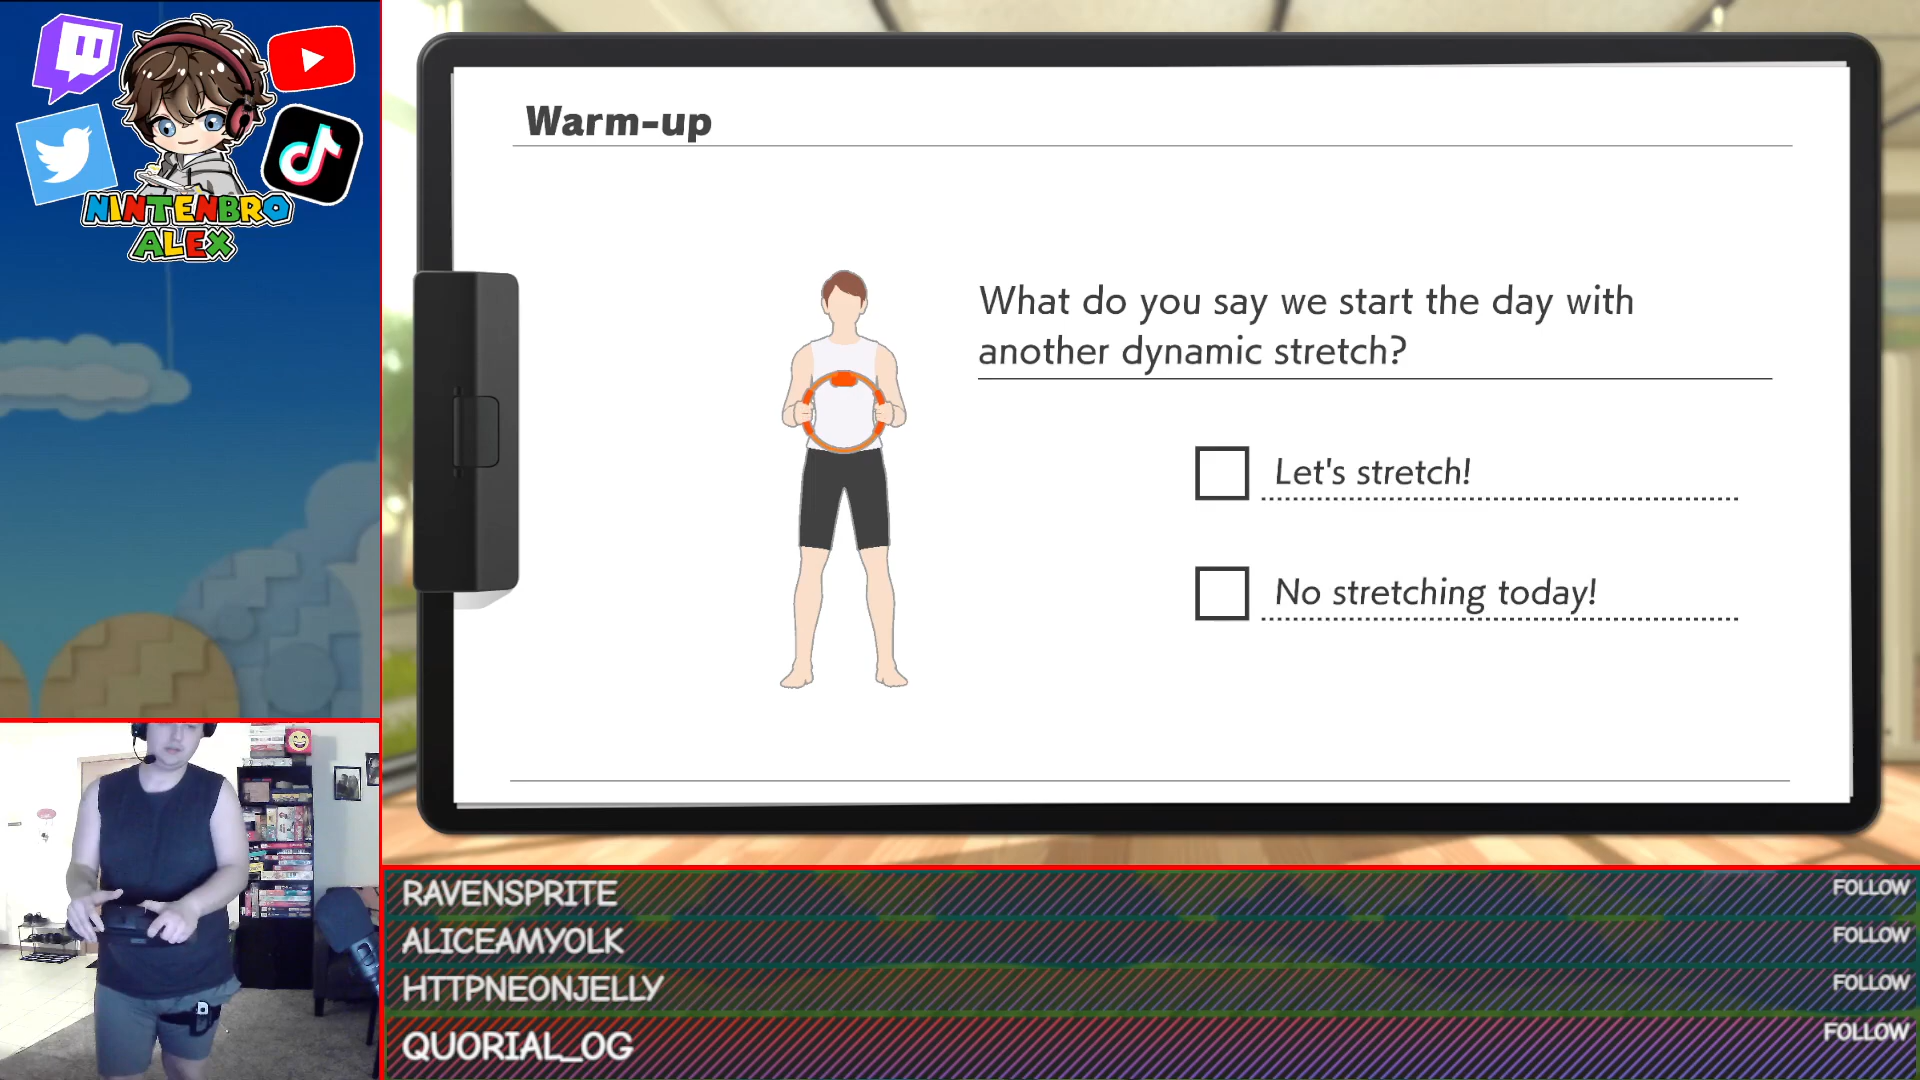 NINTENBRO
ALEX
Warm-up
What do you say we start the day with
another dynamic stretch?
Let's stretch!
No stretching today!
RAVENSPRITE FOLLOW
ALICEAMYOLK FOLLOW
HTTPNEONJELLY FOLLOW
QUORIAL_OG FOLLOW